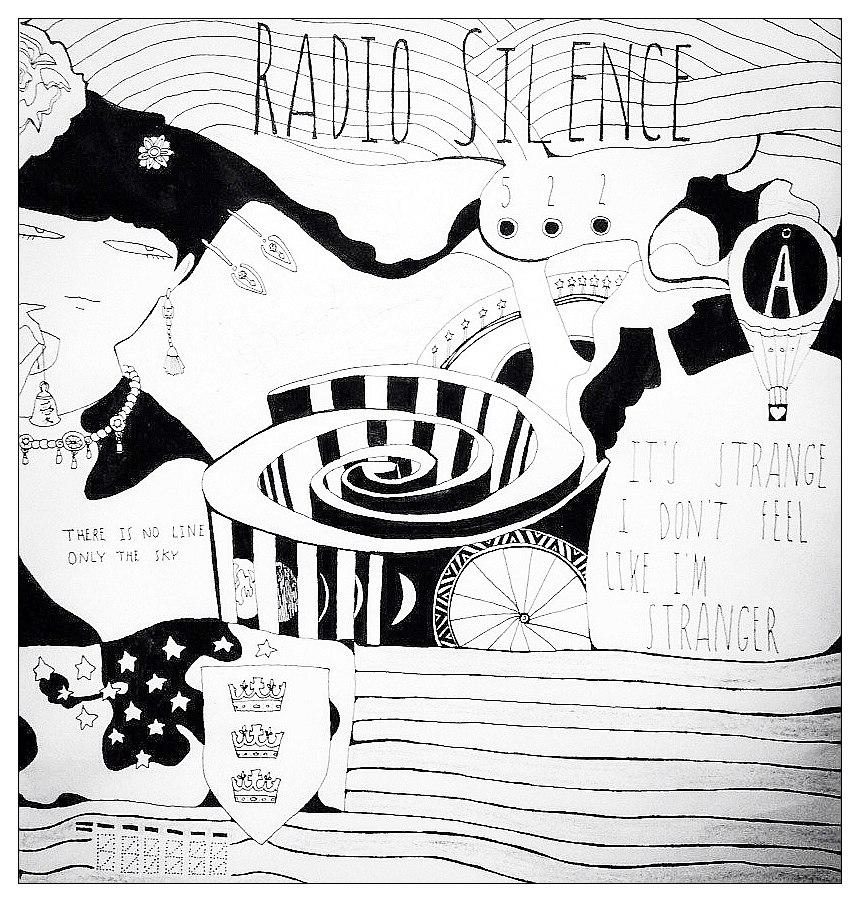 RADIO SILENCE
5 2 2
A
IT'S STRANGE
I DON'T FEEL
LIKE I'M
STRANGER
THERE IS NO LINE
ONLY THE SKY